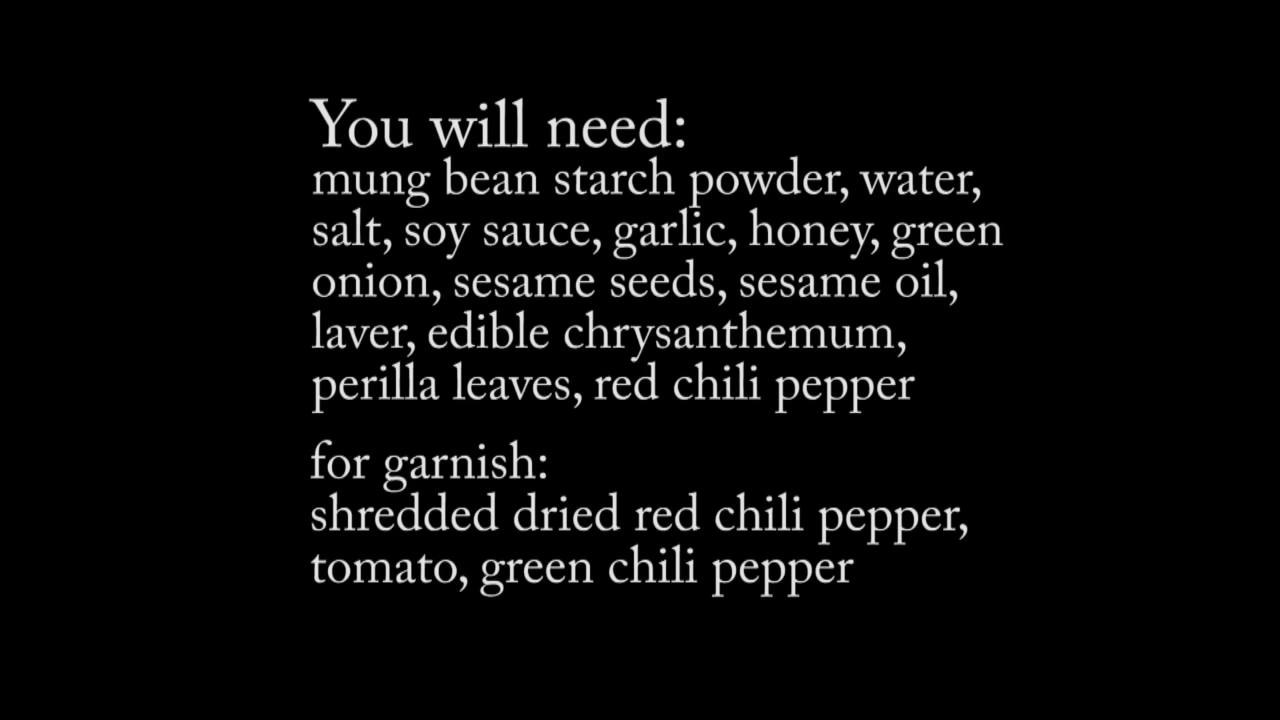 You will need:
mung bean starch powder, water,
salt, soy sauce, garlic, honey, green
onion, sesame seeds, sesame oil,
laver, edible chrysanthemum,
perilla leaves, red chili pepper
for garnish:
shredded dried red chili pepper,
tomato, green chili pepper